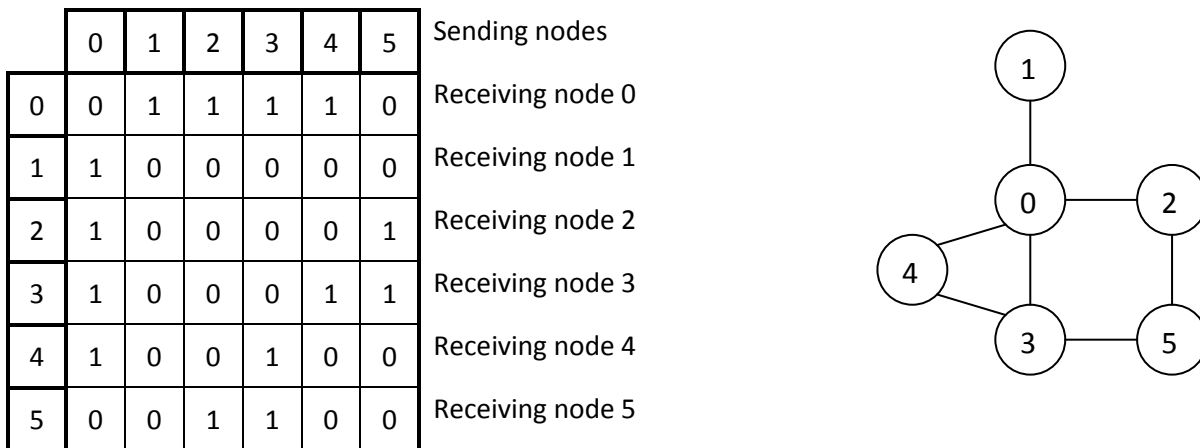 0 1 2 3 4 5 Sending nodes
0 0 1 1 1 1 0 Receiving node 0
1 1 0 0 0 0 0 Receiving node 1
2 1 0 0 0 0 1 Receiving node 2
3 1 0 0 0 1 1 Receiving node 3
4 1 0 0 1 0 0 Receiving node 4
5 0 0 1 1 0 0 Receiving node 5
1
0 2
4
3 5